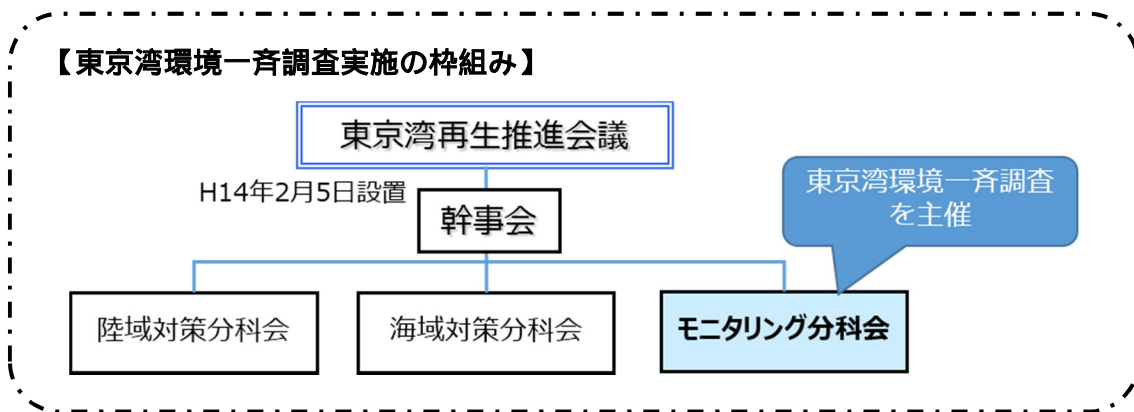 【東京湾環境一斉調査実施の枠組み】
東京湾再生推進会議
H14年2月5日設置
幹事会
東京湾環境一斉調査
を主催
陸域対策分科会
海域対策分科会
モニタリング分科会